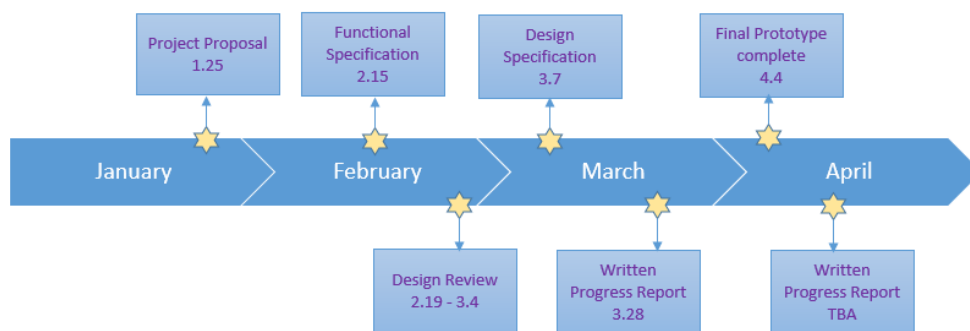 Project Proposal
1.25
Functional
Specification
2.15
Design
Specification
3.7
Final Prototype
complete
4.4
January
February
March
April
Design Review
2.19 - 3.4
Written
Progress Report
3.28
Written
Progress Report
TBA